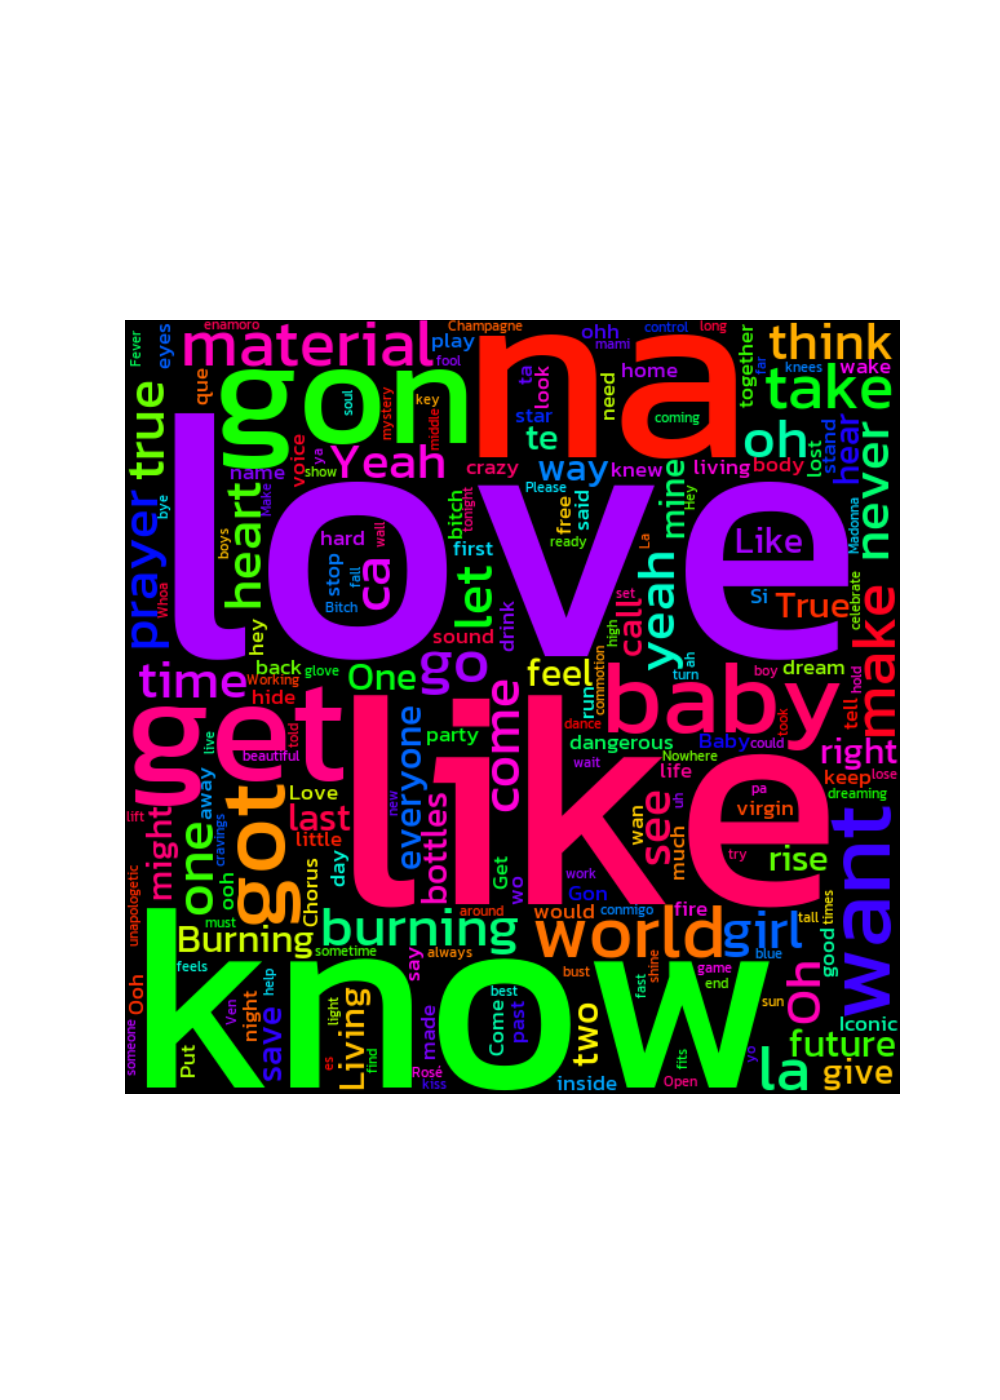 enamoro
Champagne
ohh
control
long
Fever
eyes
material
play
fool
mami
together
far
think
knees
wake
na
ta
look
need
home
star
que
gon
soul
key
mystery
middle
take
true
te
coming
oh
lost
stand
hear
never
voice
ya
show
Yeah
crazy
way
knew
living
body
name
Make
bye
prayer
heart
boys
love
bitch
tonight
Please
free
said
mine
Hey
Madonna
hard
wall
ca
stop
fall
Bitch
first
ready
La
Like
let
drink
yeah
set
call
high
Si
True
celebrate
make
Whoa
hey
sound
go
feel
commotion
run
turn
ah
baby
boy
dream
hold
tell
time
back
glove
Working
hide
One
get
told
live
beautiful
everyone
party
come
like
dance
dangerous
Baby
could
took
right
Nowhere
wait
life
keep
lose
away
Love
new
pa
dreaming
lift
might
one
cravings
got
last
little
bottles
wan
see
uh
much
virgin
want
try
rise
day
ooh
Chorus
Get
wo
work
Gon
unapologetic
must
burning
around
would
conmigo
fire
world
girl
tall
times
good
Burning
sometime
say
always
blue
feels
help
know
bust
fast
shine
game
end
sun
Oh
Ooh
night
Ven
save
light
Living
best
Come
past
two
Iconic
future
someone
Put
es
find
made
Rosé
kiss
inside
fits
Open
yo
la
give